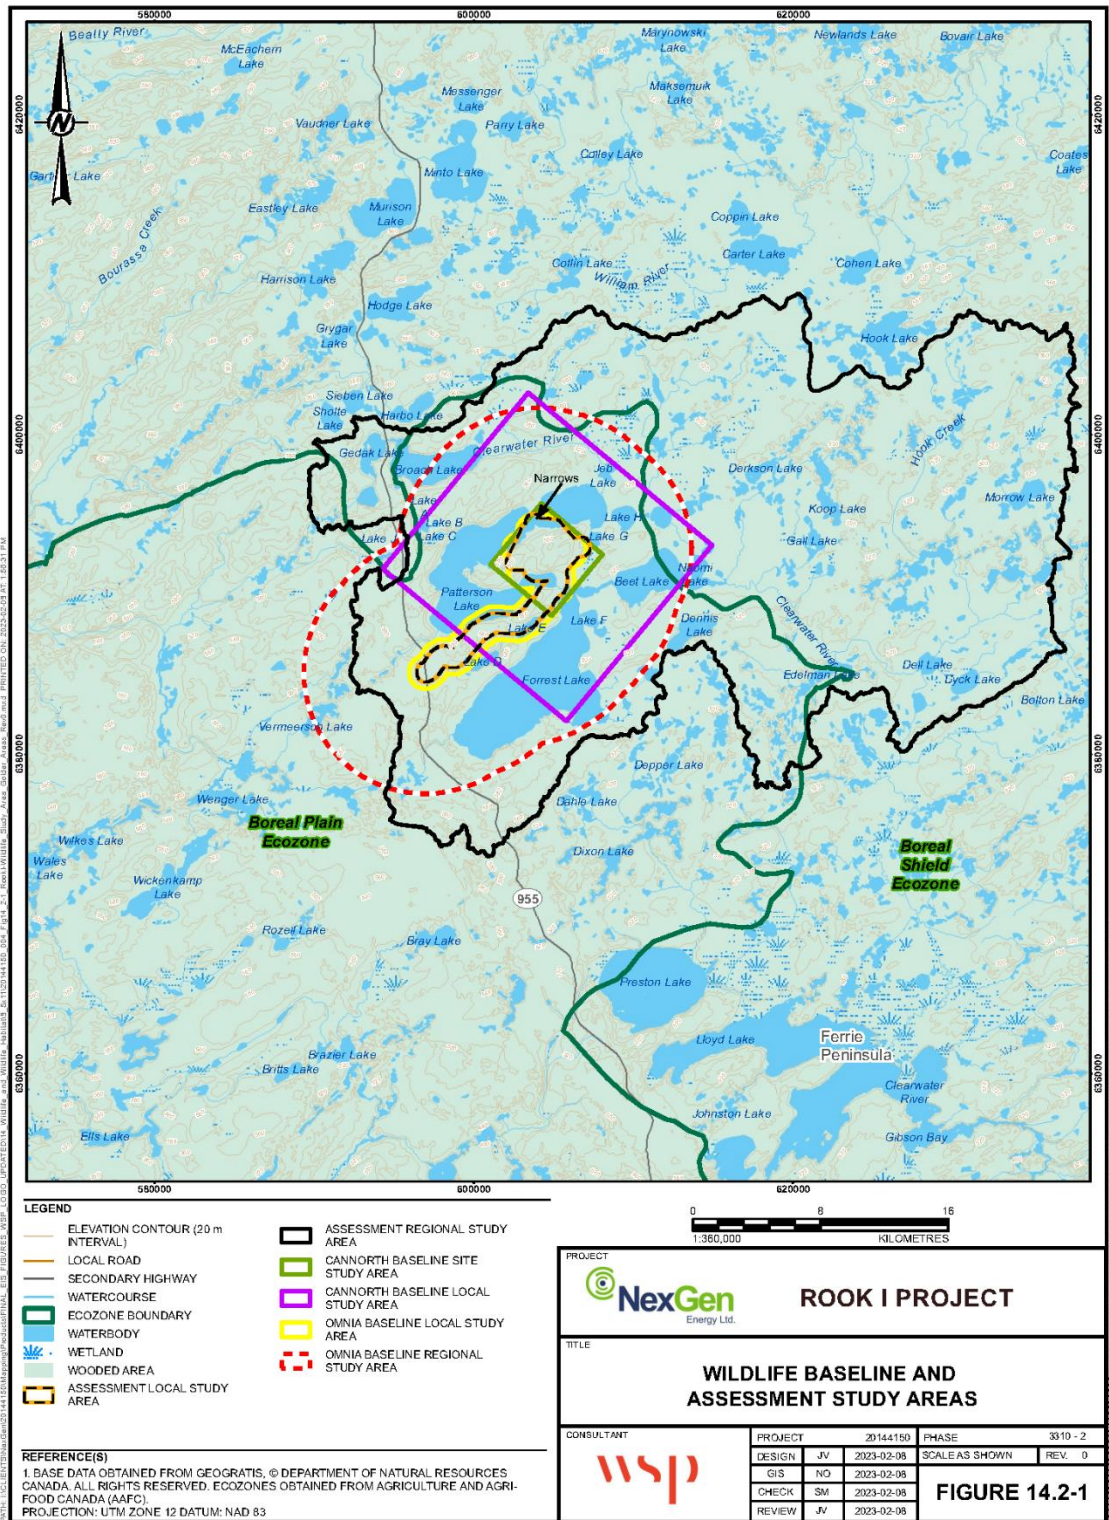 580000
600000
620000
Beatty River
McEachern
Lake
Marynowski
Lake
Newlands Lake
Bovair Lake
Messenger
Lake
Maksemuik
Lake
N
6420000
6420000
Vaudner Lake
Parry Lake
Colley Lake
Coates
Lake
Minto Lake
Eastley Lake
Murison
Lake
Coppin Lake
Bourassa Creek
Carter Lake
Cohen Lake
Harrison Lake
Collin Lake
William River
Hodge Lake
Grygar
Lake
Hook Lake
Sieben Lake
Sholte
Lake
Harbo Lake
6400000
6400000
Clearwater River
Gedak Lake
Broach Lake
Hook Creek
Jeb
Lake
Derkson Lake
Narrows
Morrow Lake
Lake
A
Lake B
Lake C
Lake H
Koop Lake
Lake
Lake G
Gall Lake
Naomi
Lake
Beet Lake
Patterson
Lake
Clearwater River
Lake E
Lake F
Dennis
Lake
Lake D
Edelman Lake
Dell Lake
Dyck Lake
Forrest Lake
Bolton Lake
Vermeersch Lake
6380000
6380000
Depper Lake
Wenger Lake
Dahle Lake
Boreal Plain
Ecozone
Wilkes Lake
Boreal
Shield
Ecozone
Wales
Lake
Dixon Lake
Wickenkamp
Lake
955
Rozell Lake
Bray Lake
Preston Lake
Lloyd Lake
Ferrie
Peninsula
Brazier Lake
Britts Lake
6360000
6360000
Clearwater
River
Johnston Lake
Ells Lake
Gibson Bay
580000
600000
620000
LEGEND
ELEVATION CONTOUR (20 m
INTERVAL)
LOCAL ROAD
SECONDARY HIGHWAY
WATERCOURSE
ECOZONE BOUNDARY
WATERBODY
WETLAND
WOODED AREA
ASSESSMENT LOCAL STUDY
AREA
ASSESSMENT REGIONAL STUDY
AREA
CANNORTH BASELINE SITE
STUDY AREA
CANNORTH BASELINE LOCAL
STUDY AREA
OMNIA BASELINE LOCAL STUDY
AREA
OMNIA BASELINE REGIONAL
STUDY AREA
0 8 16
1:360,000 KILOMETRES
REFERENCE(S)
1. BASE DATA OBTAINED FROM GEOGRATIS, © DEPARTMENT OF NATURAL RESOURCES
CANADA. ALL RIGHTS RESERVED. ECOZONES OBTAINED FROM AGRICULTURE AND AGRI-
FOOD CANADA (AAFC).
PROJECTION: UTM ZONE 12 DATUM: NAD 83
PROJECT
NexGen
Energy Ltd.
ROOK I PROJECT
TITLE
WILDLIFE BASELINE AND
ASSESSMENT STUDY AREAS
CONSULTANT
wsp
PROJECT 20144150 PHASE 3310 - 2
DESIGN JV 2023-02-08 SCALE AS SHOWN REV. 0
GIS NO 2023-02-08
CHECK SM 2023-02-08
REVIEW JV 2023-02-08
FIGURE 14.2-1